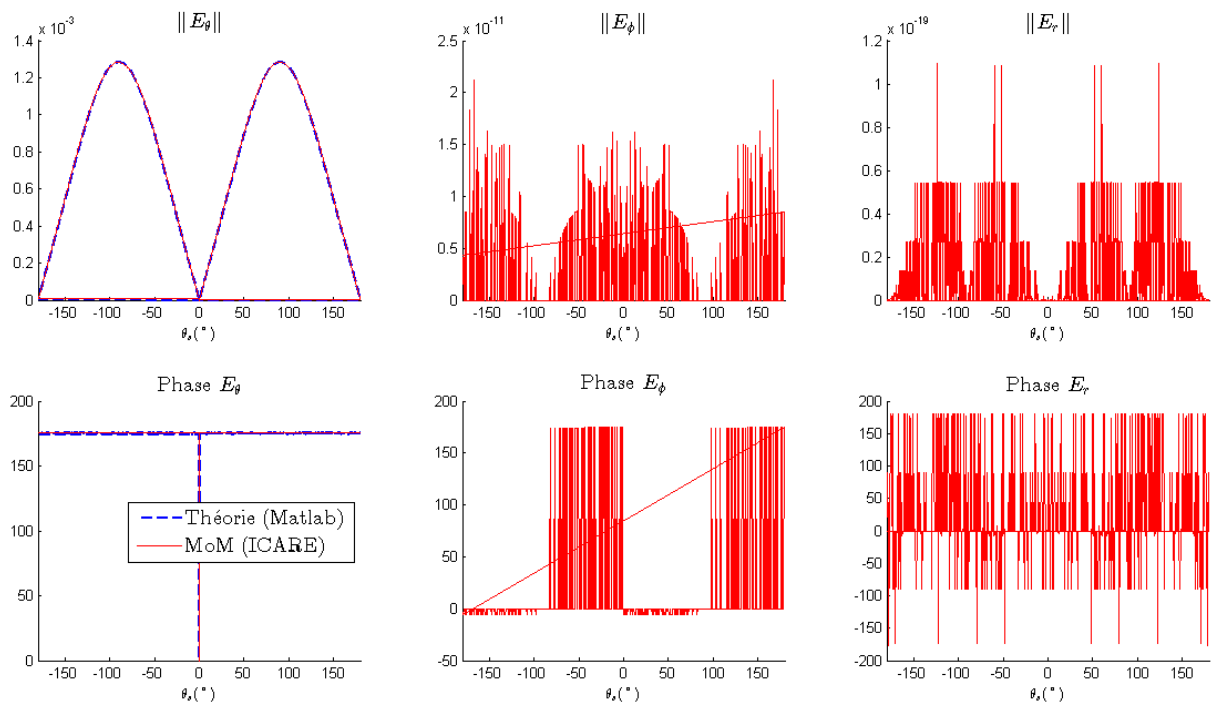 x 10⁻³
‖E_θ‖
1.4
1.2
1
0.8
0.6
0.4
0.2
0
-150 -100 -50 0 50 100 150
θ_s(°)
x 10⁻¹¹
‖E_ϕ‖
2.5
2
1.5
1
0.5
0
-150 -100 -50 0 50 100 150
θ_s(°)
x 10⁻¹⁹
‖E_r‖
1.2
1
0.8
0.6
0.4
0.2
0
-150 -100 -50 0 50 100 150
θ_s(°)
Phase E_θ
200
150
100
50
0
Théorie (Matlab)
MoM (ICARE)
-150 -100 -50 0 50 100 150
θ_s(°)
Phase E_ϕ
200
150
100
50
0
-50
-150 -100 -50 0 50 100 150
θ_s(°)
Phase E_r
200
150
100
50
0
-50
-100
-150
-200
-150 -100 -50 0 50 100 150
θ_s(°)